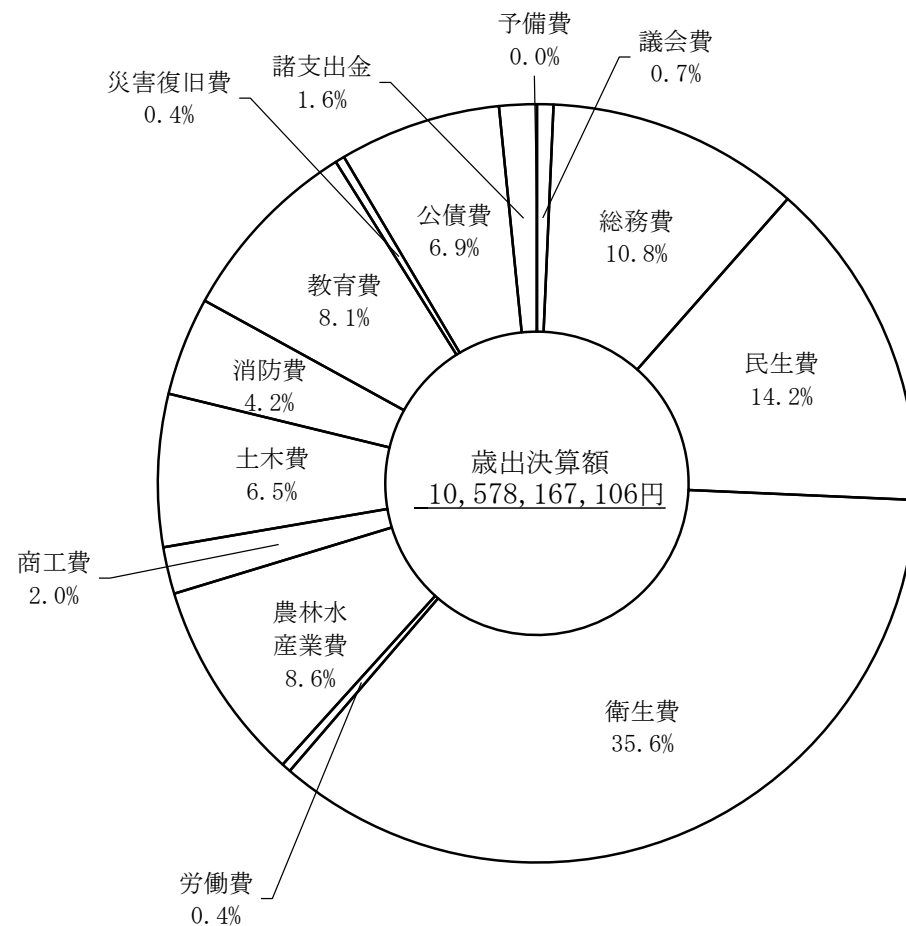 予備費
0.0%
議会費
0.7%
総務費
10.8%
民生費
14.2%
衛生費
35.6%
労働費
0.4%
農林水
産業費
8.6%
商工費
2.0%
土木費
6.5%
消防費
4.2%
教育費
8.1%
災害復旧費
0.4%
公債費
6.9%
諸支出金
1.6%
歳出決算額
10,578,167,106円